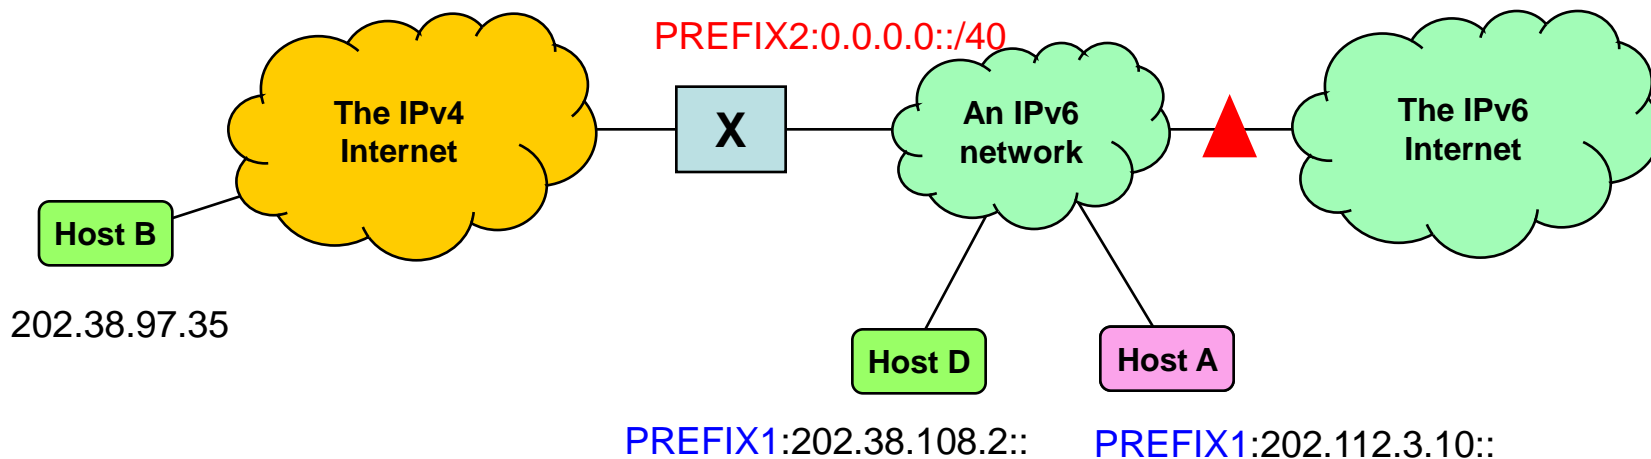 PREFIX2:0.0.0.0::/40
The IPv4
Internet
X
An IPv6
network
The IPv6
Internet
Host B
202.38.97.35
Host D
Host A
PREFIX1:202.38.108.2::
PREFIX1:202.112.3.10::